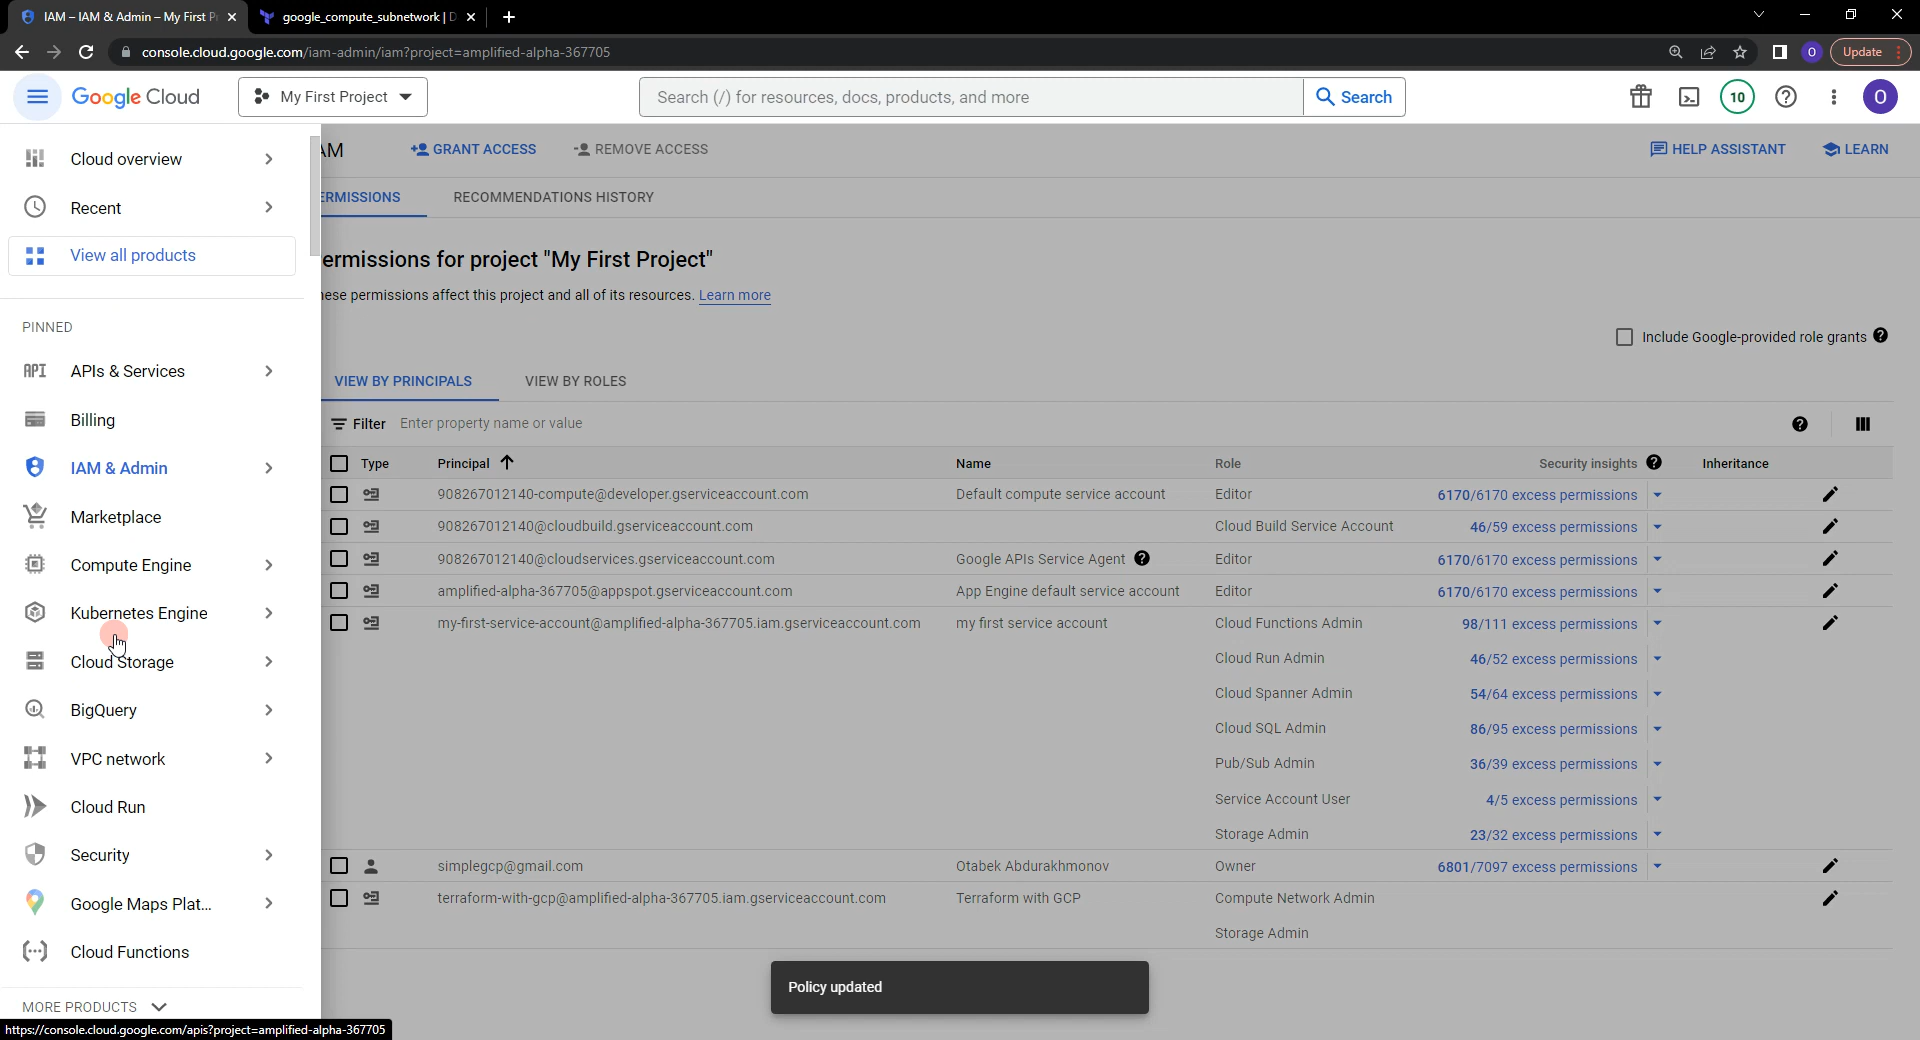 IAM – IAM & Admin – My First P
google_compute_subnetwork | D
console.cloud.google.com/iam-admin/iam?project=amplified-alpha-367705
O
Update
Google Cloud
My First Project
Search (/) for resources, docs, products, and more
Search
10
O
Cloud overview
Recent
View all products
PINNED
API
APIs & Services
Billing
IAM & Admin
Marketplace
Compute Engine
Kubernetes Engine
Cloud Storage
BigQuery
VPC network
Cloud Run
Security
Google Maps Plat...
Cloud Functions
MORE PRODUCTS
https://console.cloud.google.com/apis?project=amplified-alpha-367705
AM
GRANT ACCESS
REMOVE ACCESS
HELP ASSISTANT
LEARN
ERMISSIONS
RECOMMENDATIONS HISTORY
ermissions for project "My First Project"
ese permissions affect this project and all of its resources. Learn more
Include Google-provided role grants
VIEW BY PRINCIPALS
VIEW BY ROLES
Filter Enter property name or value
Type Principal Name Role Security insights Inheritance
908267012140-compute@developer.gserviceaccount.com Default compute service account Editor 6170/6170 excess permissions
908267012140@cloudbuild.gserviceaccount.com Cloud Build Service Account 46/59 excess permissions
908267012140@cloudservices.gserviceaccount.com Google APIs Service Agent Editor 6170/6170 excess permissions
amplified-alpha-367705@appspot.gserviceaccount.com App Engine default service account Editor 6170/6170 excess permissions
my-first-service-account@amplified-alpha-367705.iam.gserviceaccount.com my first service account Cloud Functions Admin 98/111 excess permissions
Cloud Run Admin 46/52 excess permissions
Cloud Spanner Admin 54/64 excess permissions
Cloud SQL Admin 86/95 excess permissions
Pub/Sub Admin 36/39 excess permissions
Service Account User 4/5 excess permissions
Storage Admin 23/32 excess permissions
simplegcp@gmail.com Otabek Abdurakhmonov Owner 6801/7097 excess permissions
terraform-with-gcp@amplified-alpha-367705.iam.gserviceaccount.com Terraform with GCP Compute Network Admin
Storage Admin
Policy updated